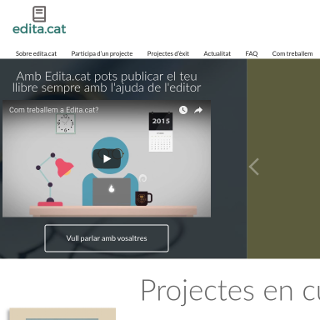 edita.cat
Sobre edita.cat Participa d'un projecte Projectes d'èxit Actualitat FAQ Com treballem
Amb Edita.cat pots publicar el teu
llibre sempre amb l'ajuda de l'editor
Com treballem a Edita.cat?
2015
Vull parlar amb vosaltres
Projectes en c